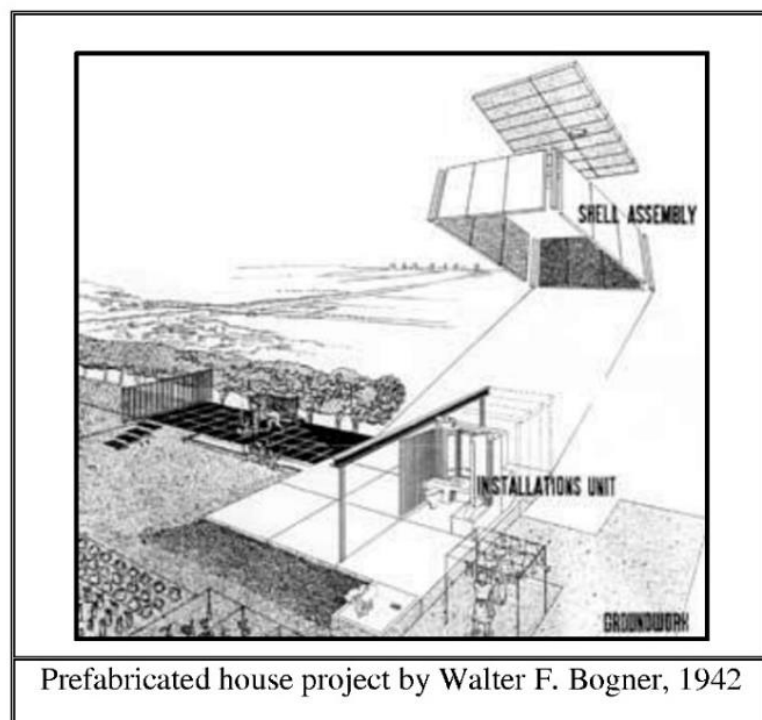 SHELL ASSEMBLY
INSTALLATIONS UNIT
GROUNDWORK
Prefabricated house project by Walter F. Bogner, 1942